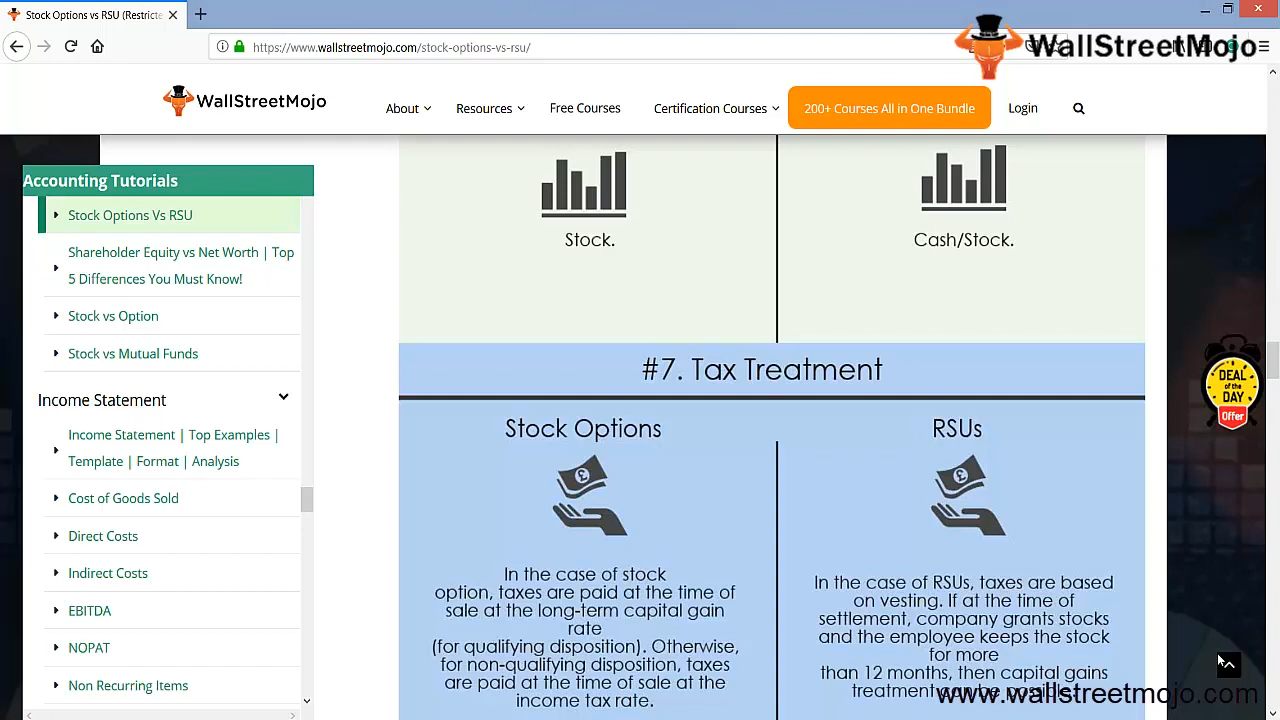 Stock Options vs RSU (Restricte
https://www.wallstreetmojo.com/stock-options-vs-rsu/
WallStreetMojo
WallStreetMojo
About
Resources
Free Courses
Certification Courses
200+ Courses All in One Bundle
Login
Accounting Tutorials
Stock Options Vs RSU
Shareholder Equity vs Net Worth | Top
5 Differences You Must Know!
Stock vs Option
Stock vs Mutual Funds
Income Statement
Income Statement | Top Examples |
Template | Format | Analysis
Cost of Goods Sold
Direct Costs
Indirect Costs
EBITDA
NOPAT
Non Recurring Items
Stock.
Cash/Stock.
#7. Tax Treatment
Stock Options
In the case of stock
option, taxes are paid at the time of
sale at the long-term capital gain
rate
(for qualifying disposition). Otherwise,
for non-qualifying disposition, taxes
are paid at the time of sale at the
income tax rate.
RSUs
In the case of RSUs, taxes are based
on vesting. If at the time of
settlement, company grants stocks
and the employee keeps the stock
for more
than 12 months, then capital gains
treatment can be possible.
DEAL
of the
DAY
Offer
www.wallstreetmojo.com